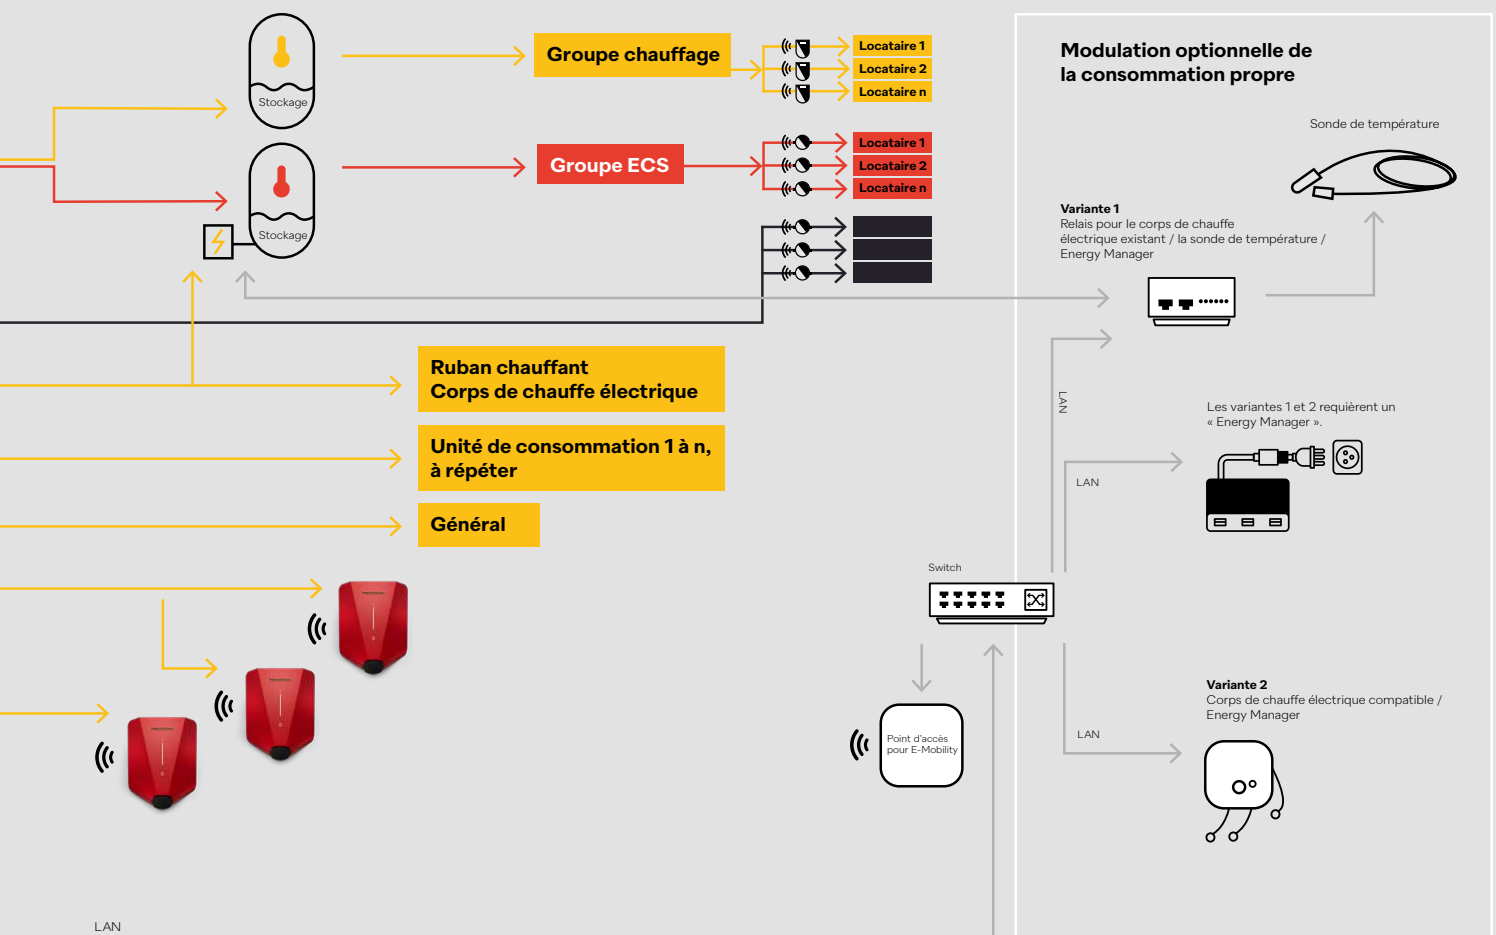 Stockage
Groupe chauffage
Locataire 1
Locataire 2
Locataire n
Stockage
Groupe ECS
Locataire 1
Locataire 2
Locataire n
Ruban chauffant
Corps de chauffe électrique
Unité de consommation 1 à n,
à répéter
Général
Modulation optionnelle de
la consommation propre
Sonde de température
Variante 1
Relais pour le corps de chauffe
électrique existant / la sonde de température /
Energy Manager
LAN
Les variantes 1 et 2 requièrent un
« Energy Manager ».
LAN
Switch
Point d'accès
pour E-Mobility
Variante 2
Corps de chauffe électrique compatible /
Energy Manager
LAN
LAN